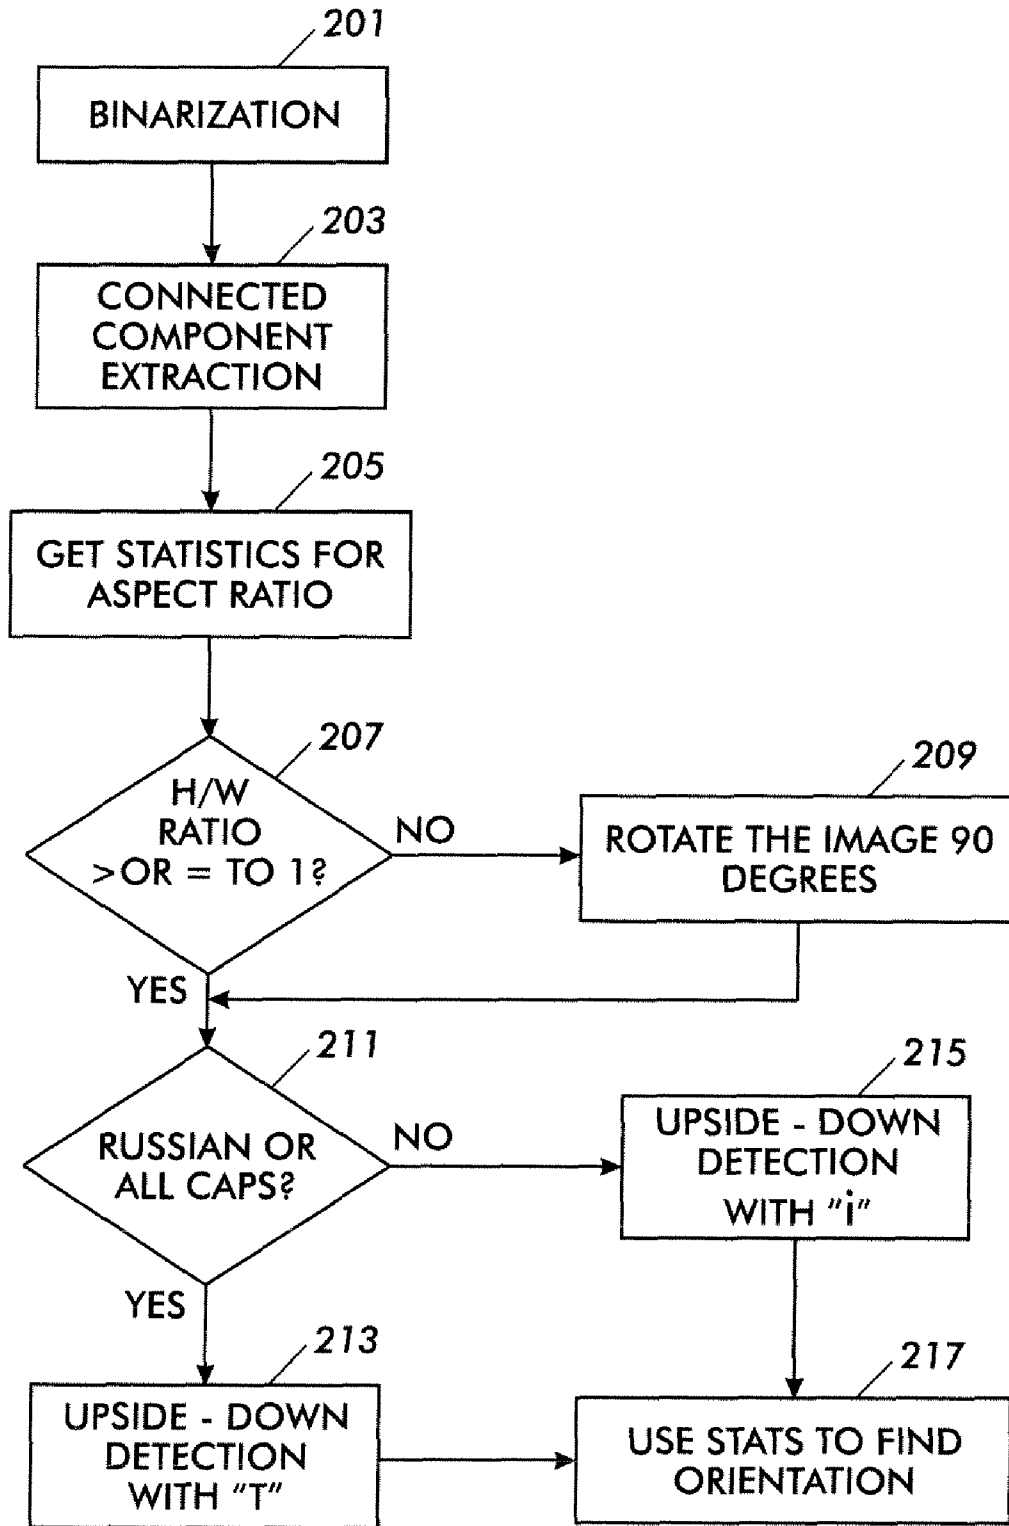 201
BINARIZATION
203
CONNECTED
COMPONENT
EXTRACTION
205
GET STATISTICS FOR
ASPECT RATIO
207
H/W
RATIO
>OR = TO 1?
NO
209
ROTATE THE IMAGE 90
DEGREES
YES
211
RUSSIAN OR
ALL CAPS?
NO
215
UPSIDE - DOWN
DETECTION
WITH "i"
YES
213
UPSIDE - DOWN
DETECTION
WITH "T"
217
USE STATS TO FIND
ORIENTATION